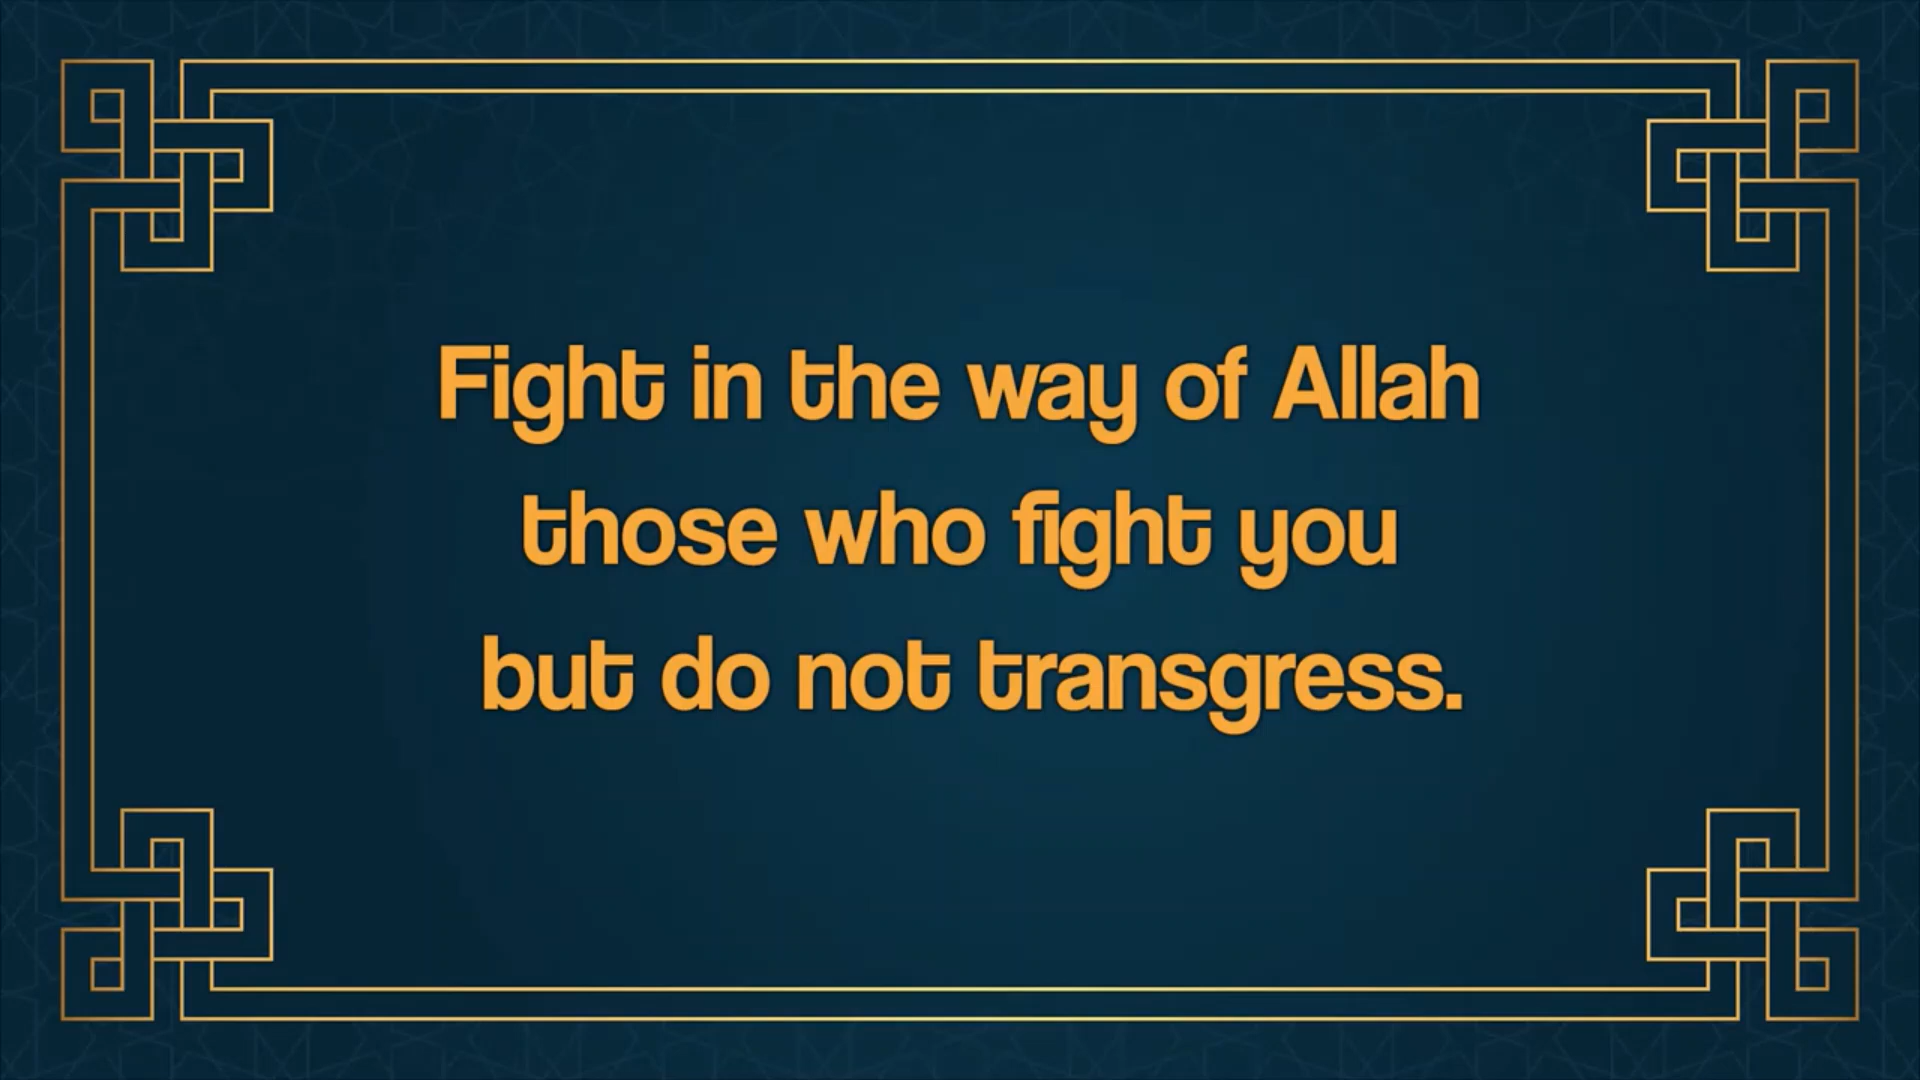 Fight in the way of Allah
those who fight you
but do not transgress.